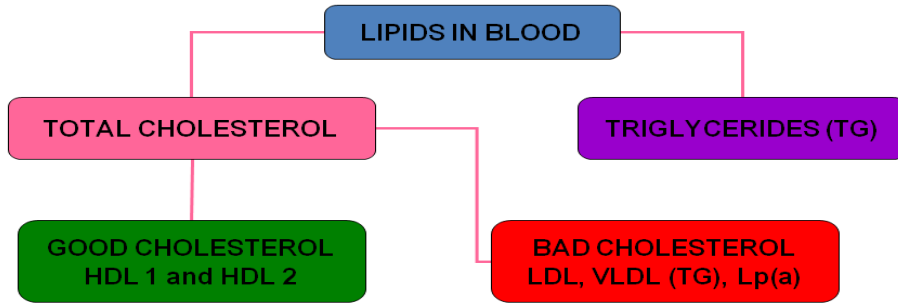 LIPIDS IN BLOOD
TOTAL CHOLESTEROL
TRIGLYCERIDES (TG)
GOOD CHOLESTEROL
HDL 1 and HDL 2
BAD CHOLESTEROL
LDL, VLDL (TG), Lp(a)